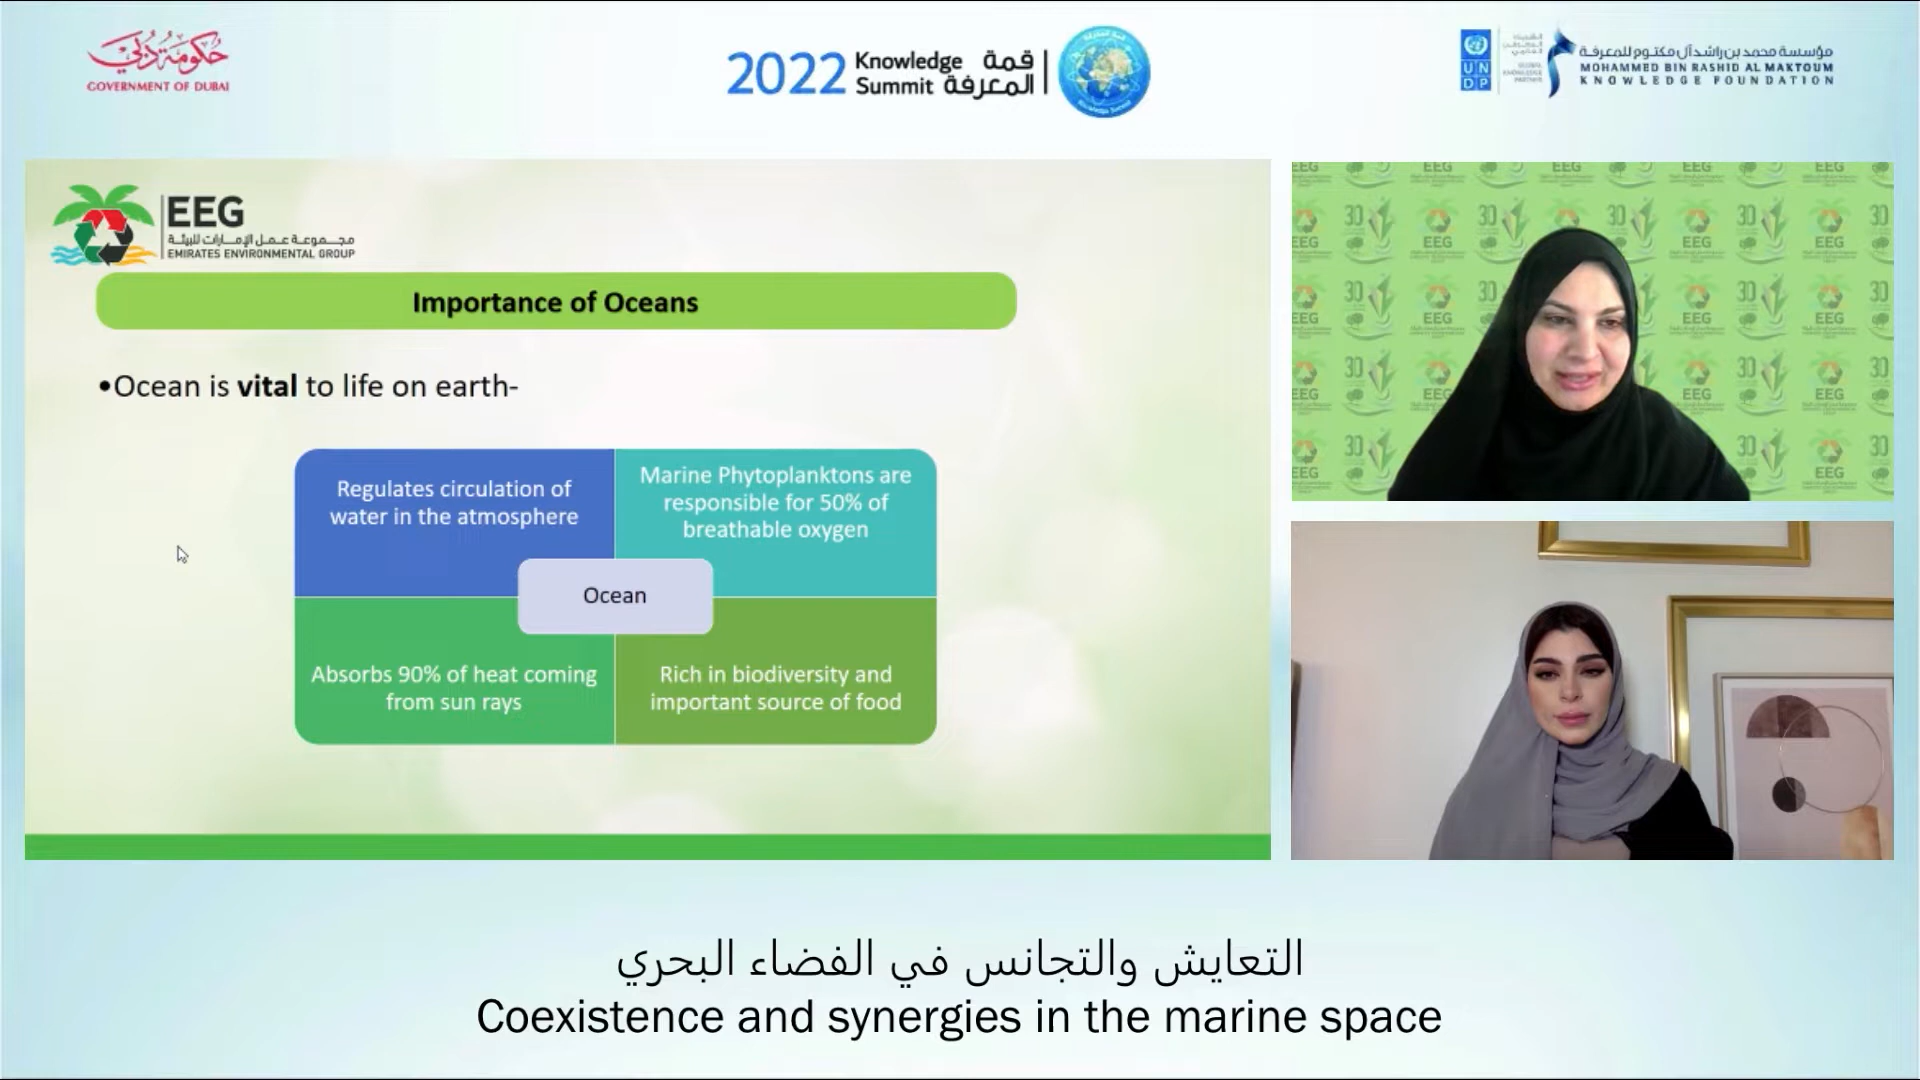 حكومة دبي
GOVERNMENT OF DUBAI
2022 Knowledge Summit
قمة المعرفة
UN
DP
مؤسسة محمد بن راشد آل مكتوم للمعرفة
MOHAMMED BIN RASHID AL MAKTOUM
KNOWLEDGE FOUNDATION
EEG
مجموعة عمل الإمارات للبيئة
EMIRATES ENVIRONMENTAL GROUP
Importance of Oceans
•Ocean is vital to life on earth-
Regulates circulation of
water in the atmosphere
Marine Phytoplanktons are
responsible for 50% of
breathable oxygen
Ocean
Absorbs 90% of heat coming
from sun rays
Rich in biodiversity and
important source of food
EEG
30
التعايش والتجانس في الفضاء البحري
Coexistence and synergies in the marine space